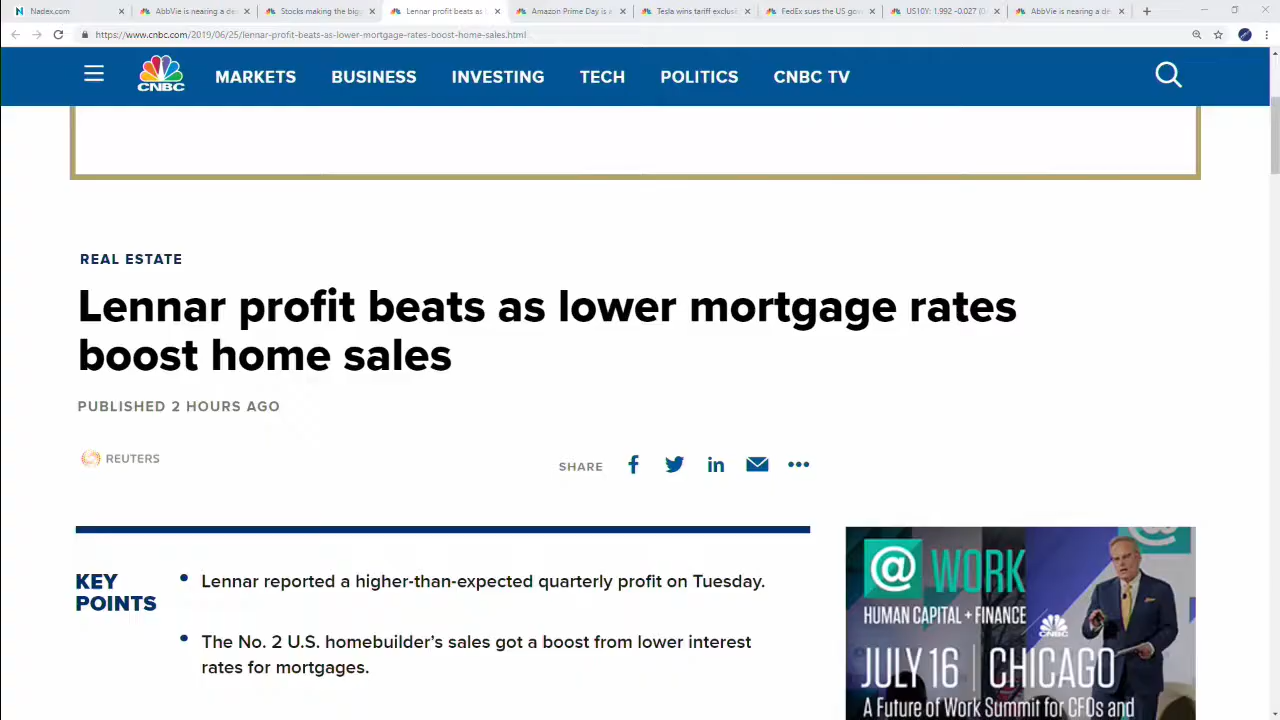 Nadex.com
AbbVie is nearing a de
Stocks making the bigg
Lennar profit beats as l
Amazon Prime Day is a
Tesla wins tariff exclusi
FedEx sues the US gov
US10Y: 1.992 -0.027 (
AbbVie is nearing a de
https://www.cnbc.com/2019/06/25/lennar-profit-beats-as-lower-mortgage-rates-boost-home-sales.html
CNBC
MARKETS BUSINESS INVESTING TECH POLITICS CNBC TV
REAL ESTATE
Lennar profit beats as lower mortgage rates
boost home sales
PUBLISHED 2 HOURS AGO
REUTERS
SHARE
KEY
POINTS
• Lennar reported a higher-than-expected quarterly profit on Tuesday.
• The No. 2 U.S. homebuilder’s sales got a boost from lower interest
rates for mortgages.
@WORK
HUMAN CAPITAL + FINANCE
CNBC
JULY 16 | CHICAGO
A Future of Work Summit for CFOs and